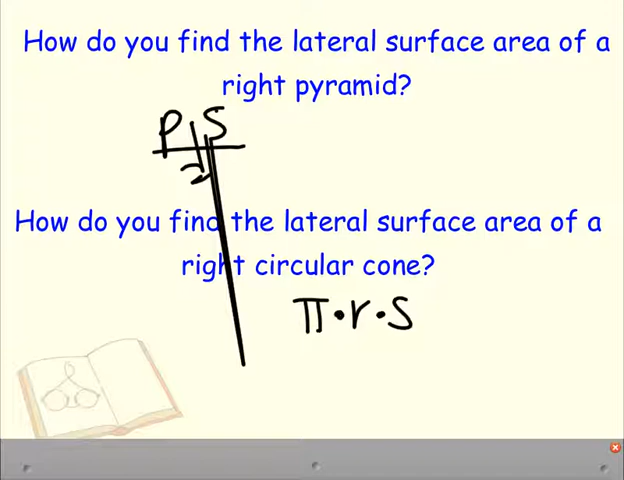 How do you find the lateral surface area of a
right pyramid?
P S
2
How do you find the lateral surface area of a
right circular cone?
π·r·s